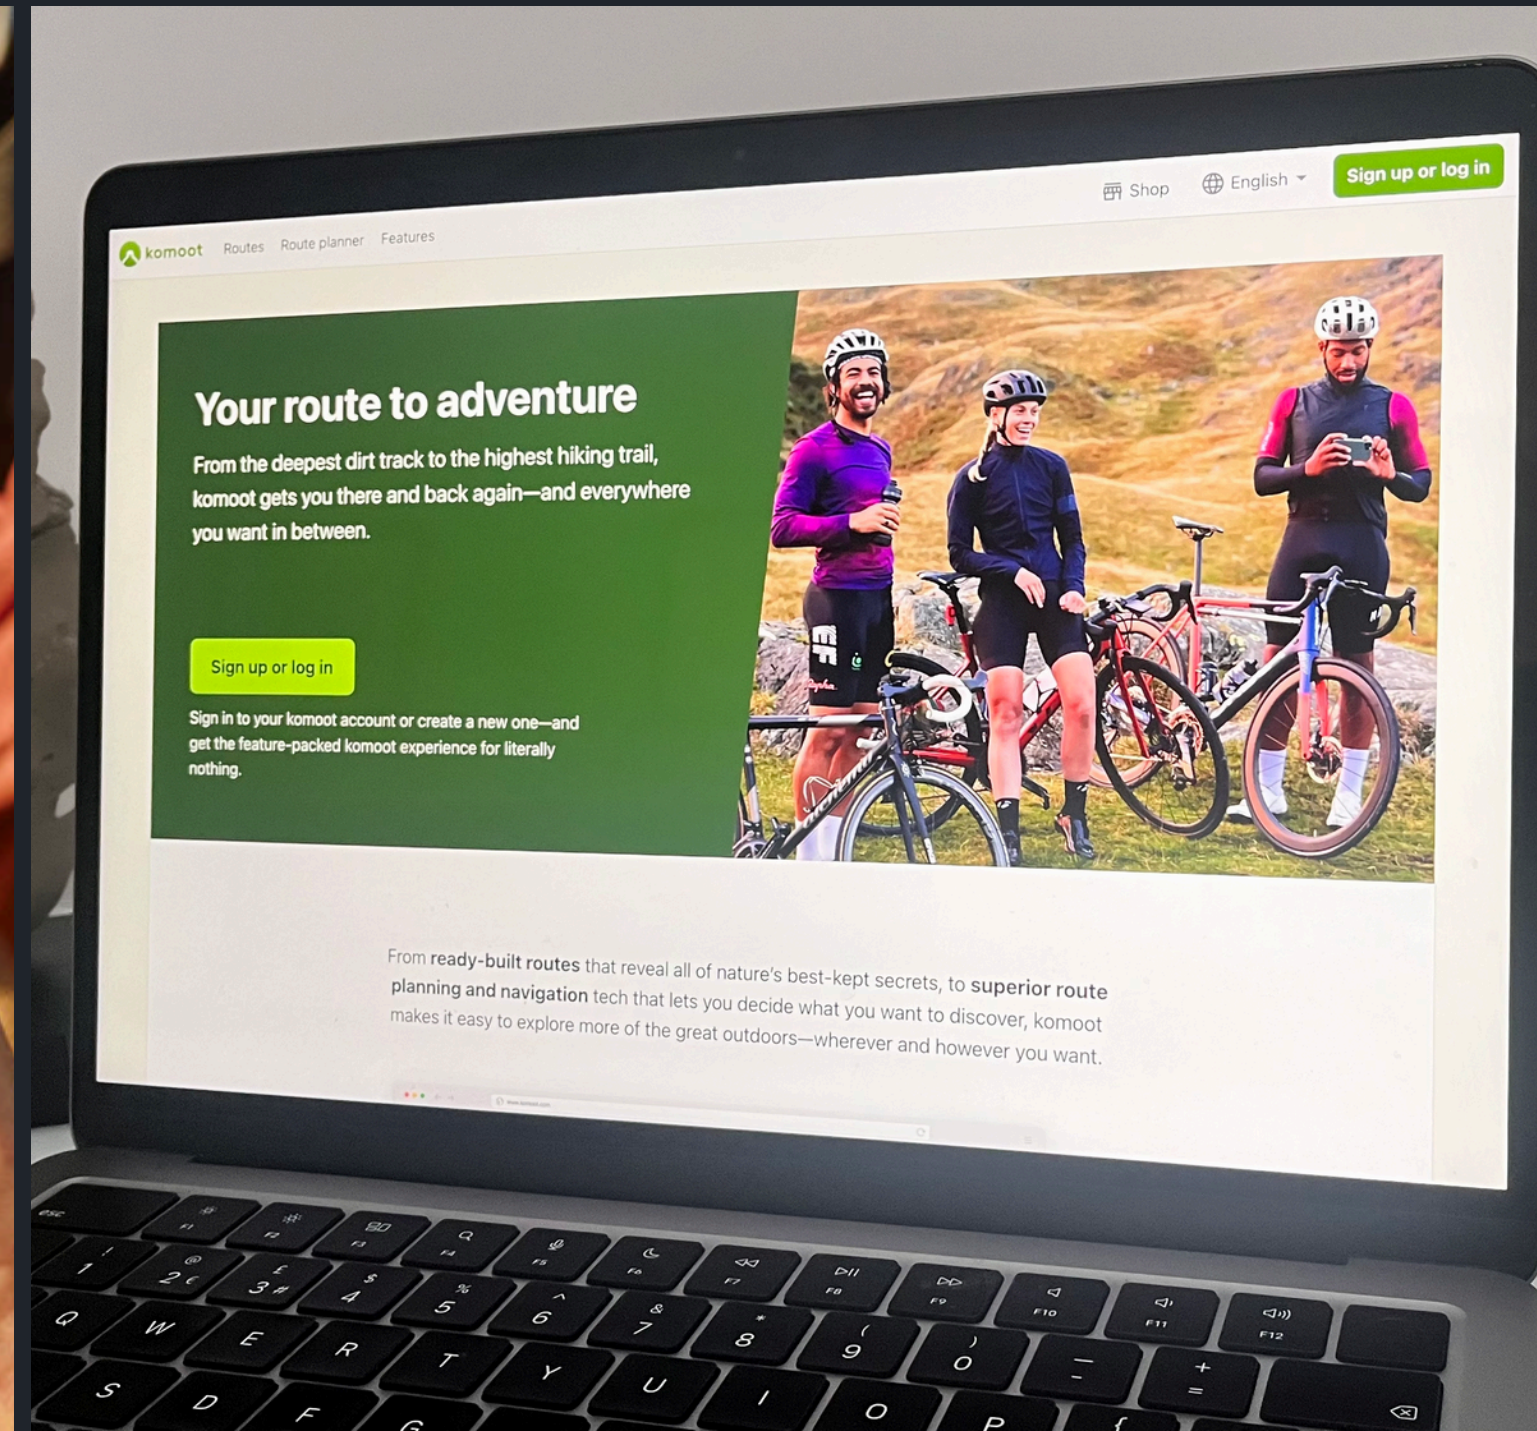 Shop English Sign up or log in
komoot Routes Route planner Features
Your route to adventure
From the deepest dirt track to the highest hiking trail,
komoot gets you there and back again—and everywhere
you want in between.
Sign up or log in
Sign in to your komoot account or create a new one—and
get the feature-packed komoot experience for literally
nothing.
Rapha
From ready-built routes that reveal all of nature's best-kept secrets, to superior route
planning and navigation tech that lets you decide what you want to discover, komoot
makes it easy to explore more of the great outdoors—wherever and however you want.
esc F1 F2 F3 F4 F5 F6 F7 F8 F9 F10 F11 F12
! @ £ $ % ^ & * ( ) — +
1 2 € 3 # 4 5 6 7 8 9 0 - =
Q W E R T Y U I O P {
S D F G